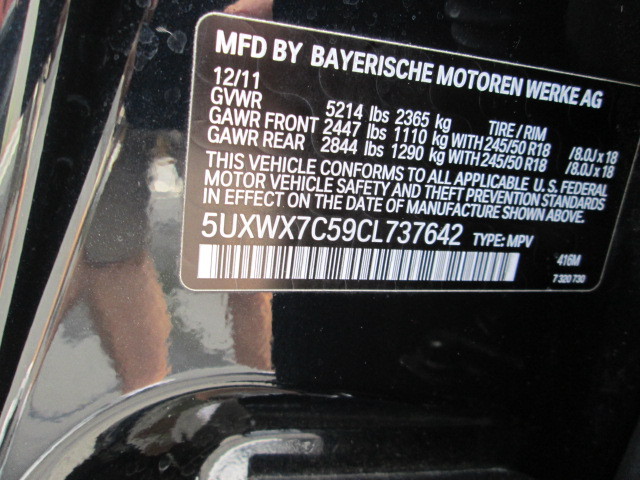 MFD BY BAYERISCHE MOTOREN WERKE AG
12/11
GVWR 5214 lbs 2365 kg TIRE / RIM
GAWR FRONT 2447 lbs 1110 kg WITH 245/50 R18 /8.0J x 18
GAWR REAR 2844 lbs 1290 kg WITH 245/50 R18 /8.0J x 18
THIS VEHICLE CONFORMS TO ALL APPLICABLE U. S. FEDERAL
MOTOR VEHICLE SAFETY AND THEFT PREVENTION STANDARDS
IN EFFECT ON THE DATE OF MANUFACTURE SHOWN ABOVE.
5UXWX7C59CL737642 TYPE: MPV 416M
7 320 730